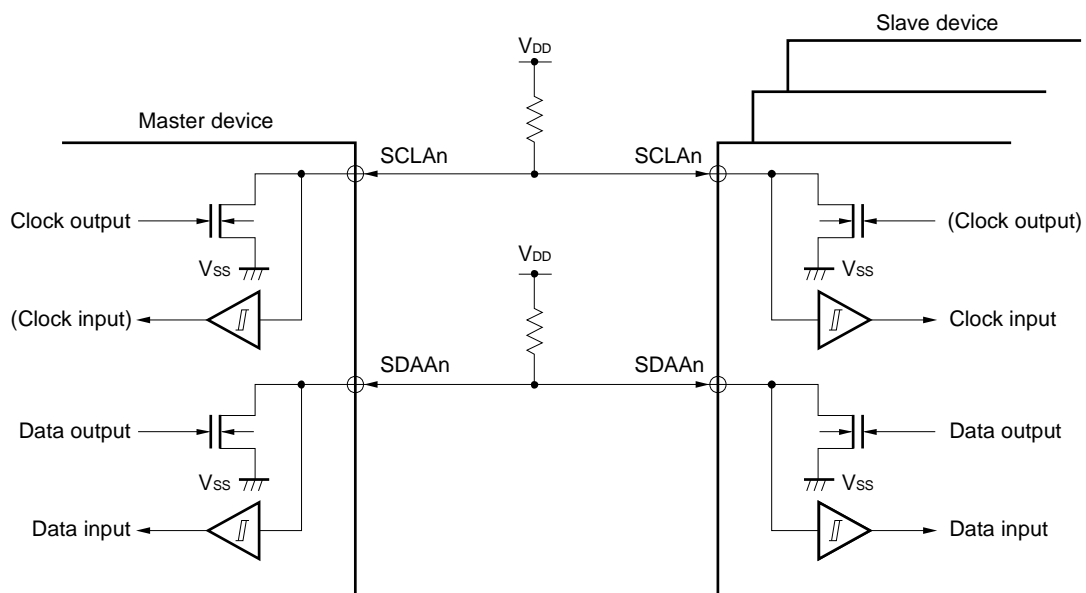 Slave device
VDD
Master device
SCLAn
SCLAn
Clock output
(Clock output)
VSS
VDD
VSS
(Clock input)
Clock input
SDAAn
SDAAn
Data output
Data output
VSS
VSS
Data input
Data input